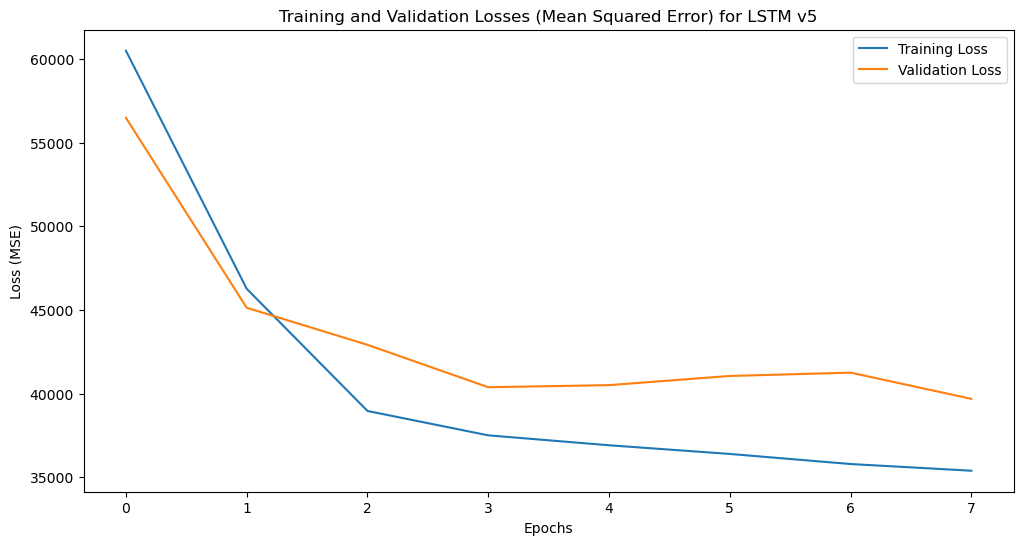 Training and Validation Losses (Mean Squared Error) for LSTM v5
Training Loss
Validation Loss
60000
55000
50000
45000
40000
35000
Loss (MSE)
0 1 2 3 4 5 6 7
Epochs